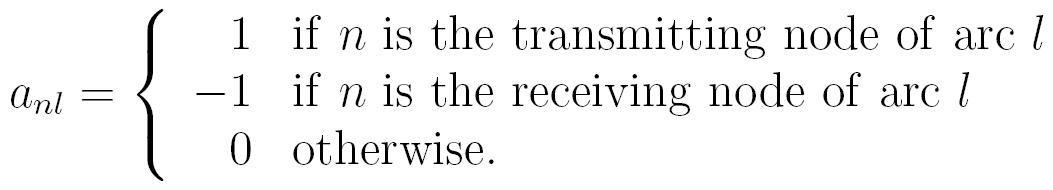 1 if n is the transmitting node of arc l
a_{nl} = { −1 if n is the receiving node of arc l
0 otherwise.